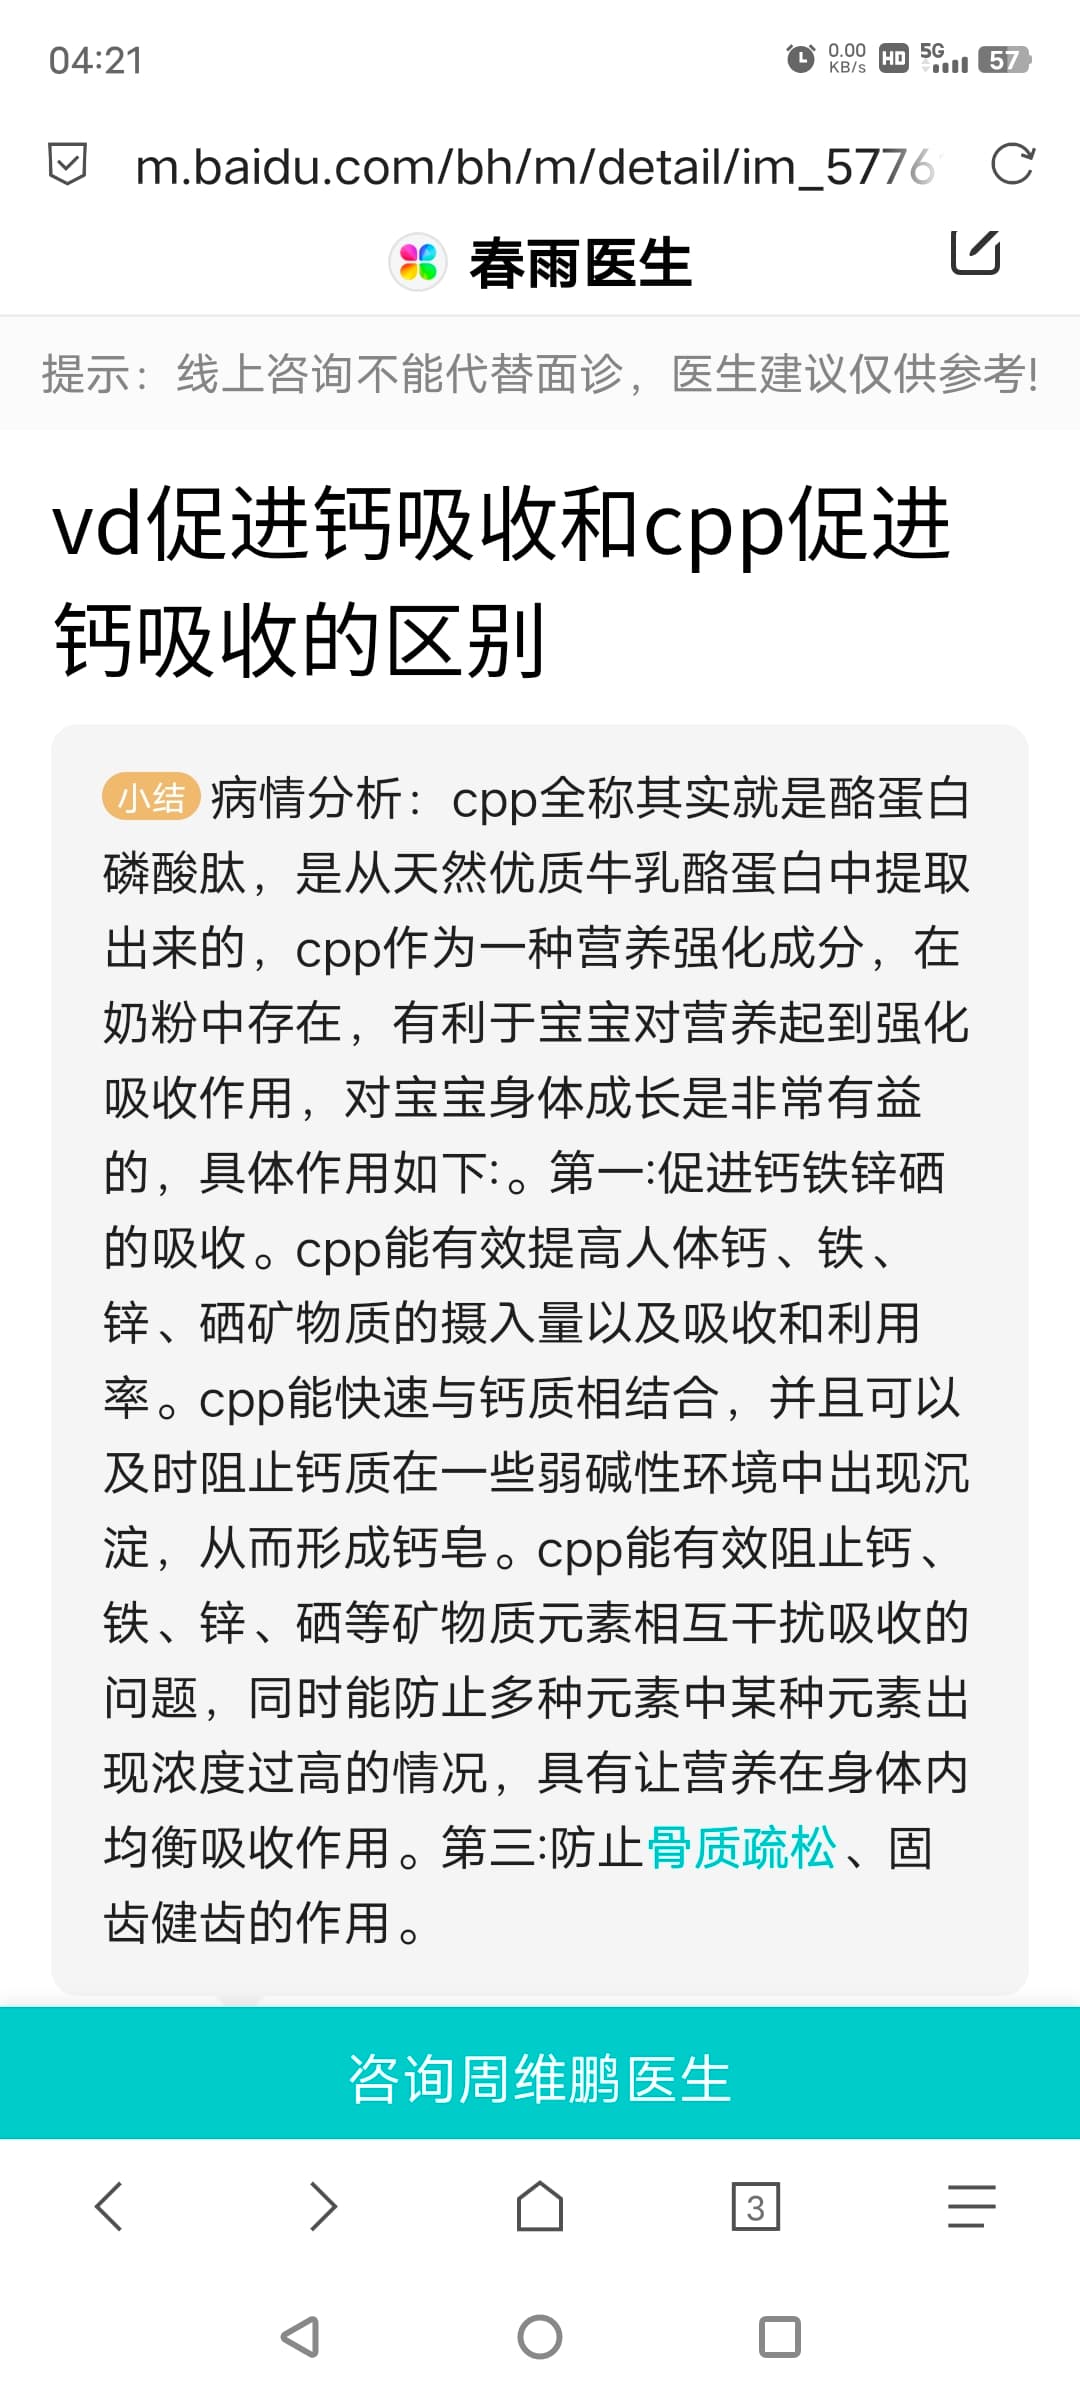 04:21
0.00
KB/s
HD
5G
57
m.baidu.com/bh/m/detail/im_5776
春雨医生
提示：线上咨询不能代替面诊，医生建议仅供参考!
vd促进钙吸收和cpp促进
钙吸收的区别
小结 病情分析：cpp全称其实就是酪蛋白
磷酸肽，是从天然优质牛乳酪蛋白中提取
出来的，cpp作为一种营养强化成分，在
奶粉中存在，有利于宝宝对营养起到强化
吸收作用，对宝宝身体成长是非常有益
的，具体作用如下:。第一:促进钙铁锌硒
的吸收。cpp能有效提高人体钙、铁、
锌、硒矿物质的摄入量以及吸收和利用
率。cpp能快速与钙质相结合，并且可以
及时阻止钙质在一些弱碱性环境中出现沉
淀，从而形成钙皂。cpp能有效阻止钙、
铁、锌、硒等矿物质元素相互干扰吸收的
问题，同时能防止多种元素中某种元素出
现浓度过高的情况，具有让营养在身体内
均衡吸收作用。第三:防止骨质疏松、固
齿健齿的作用。
咨询周维鹏医生
3